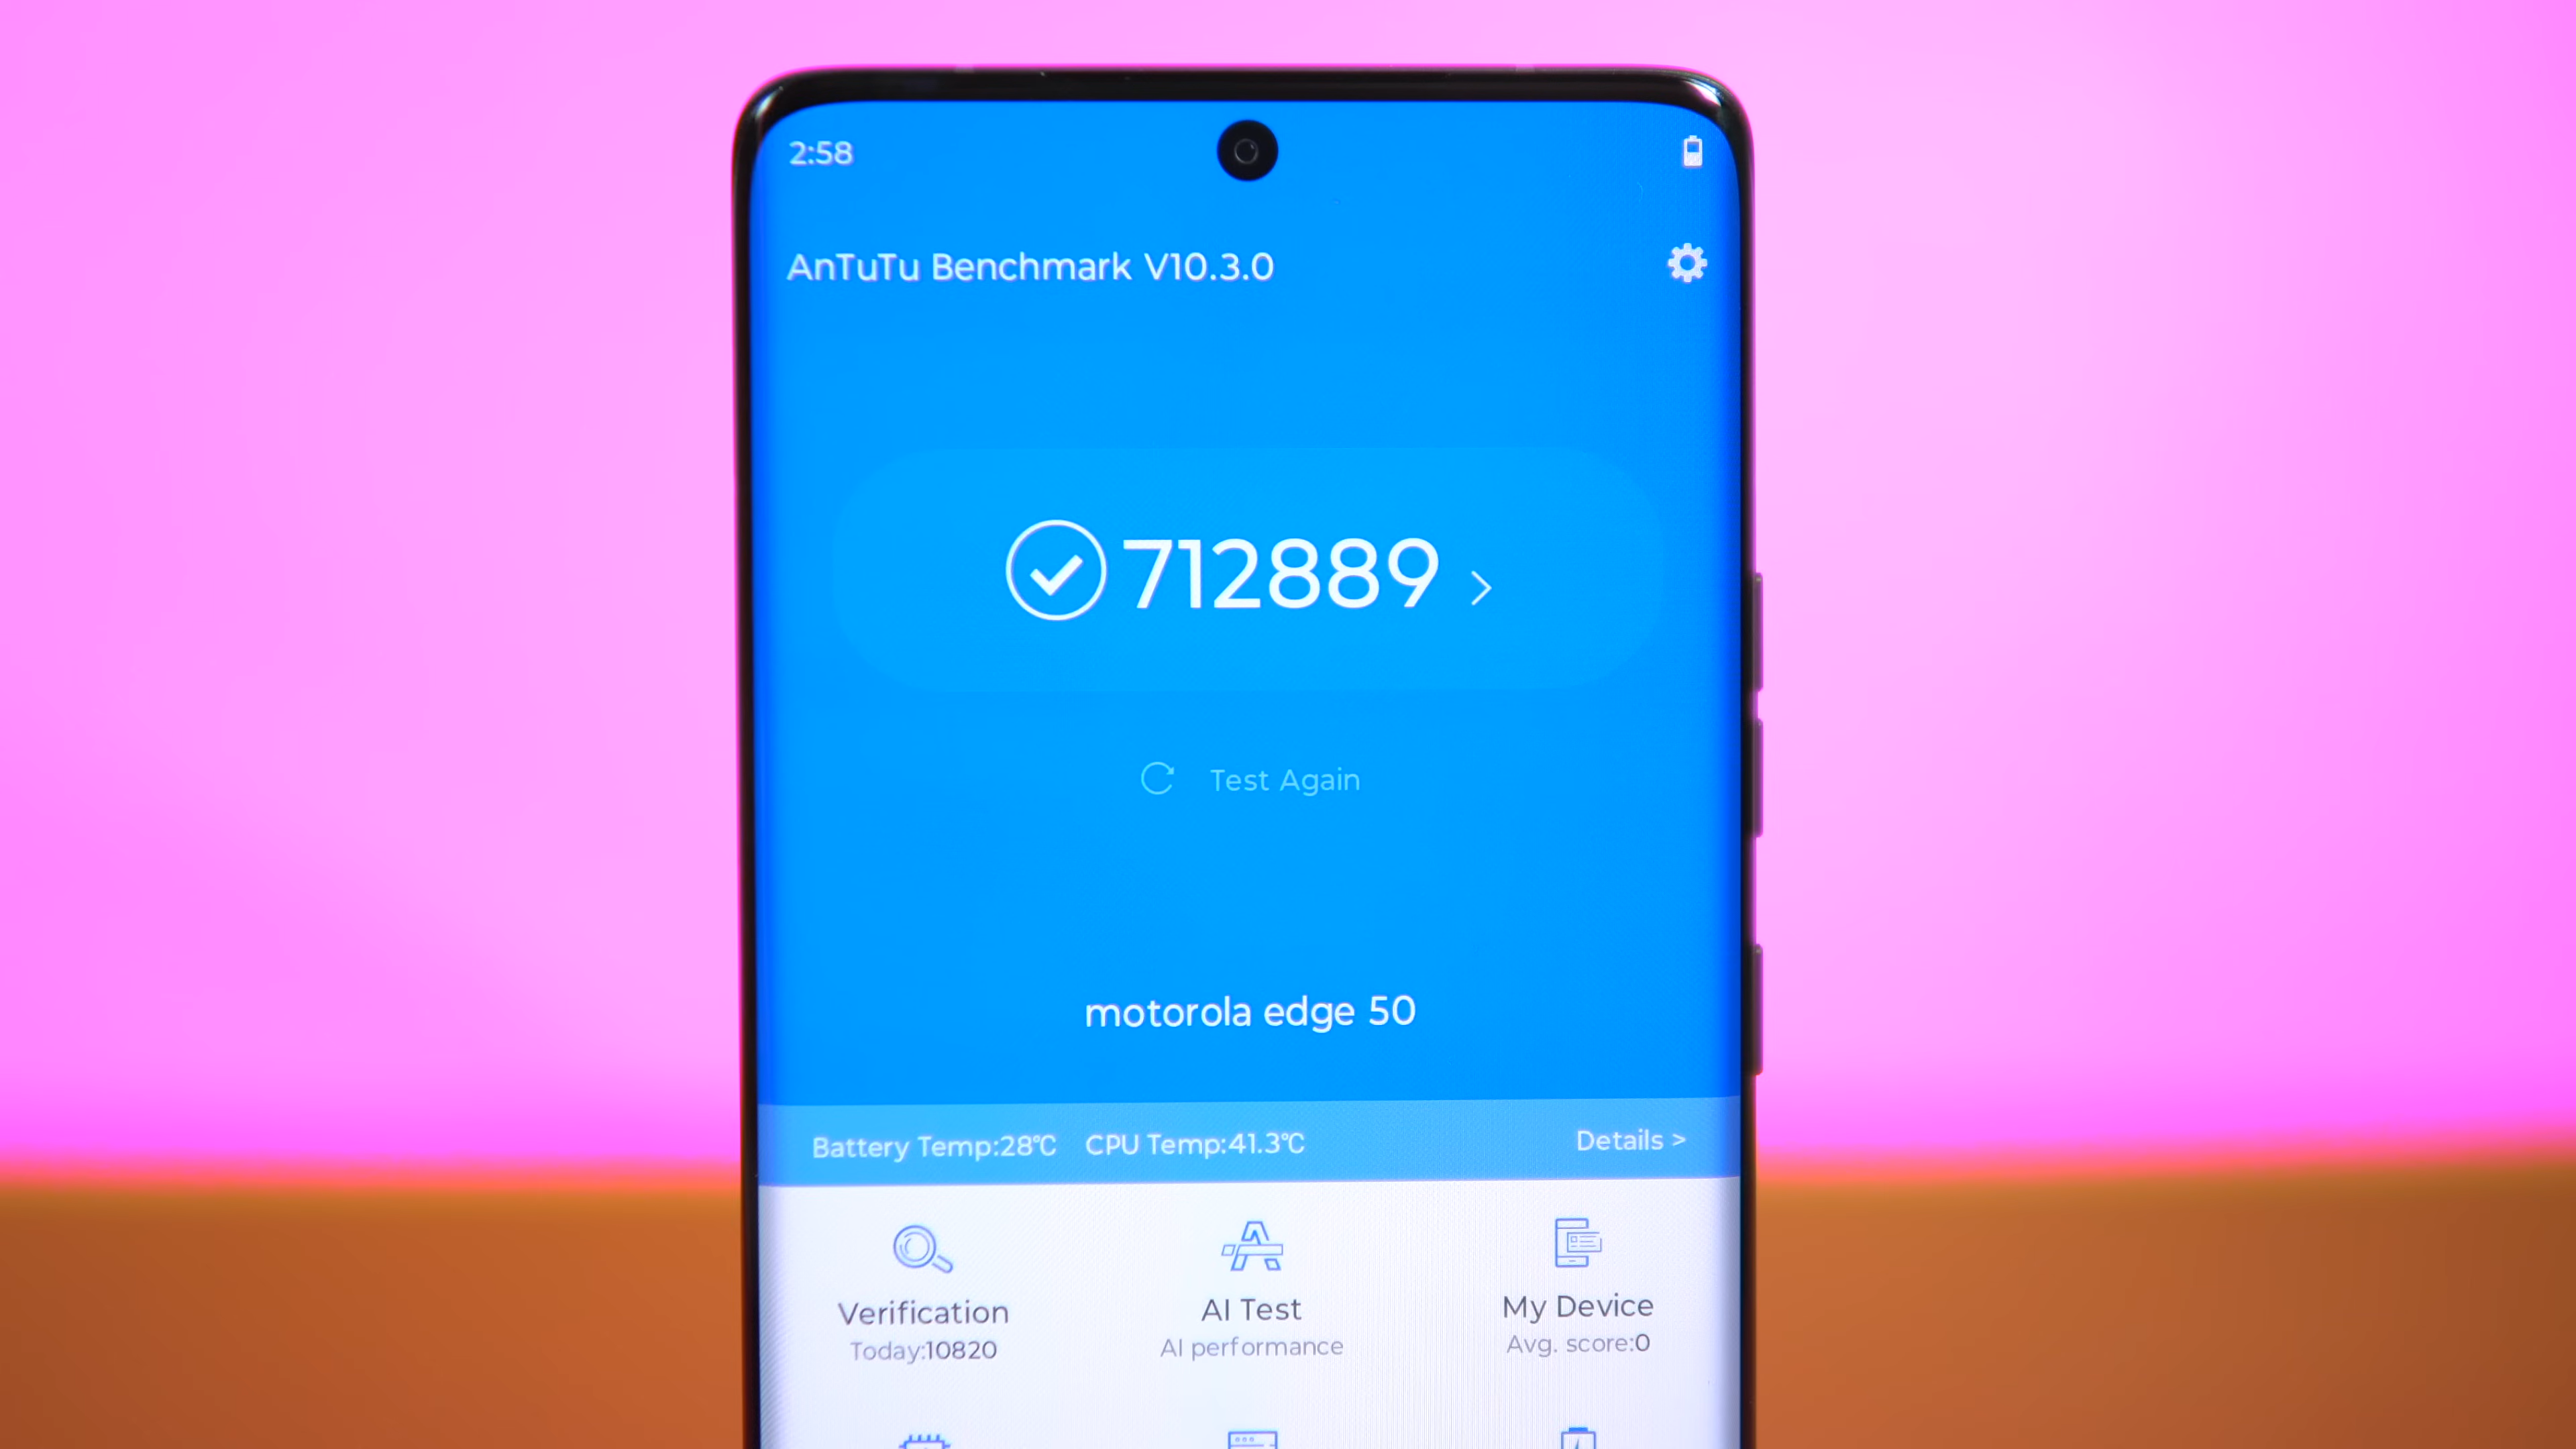 2:58
AnTuTu Benchmark V10.3.0
712889 >
Test Again
motorola edge 50
Battery Temp:28℃ CPU Temp:41.3℃ Details >
Verification AI Test My Device
Today:10820 AI performance Avg. score:0